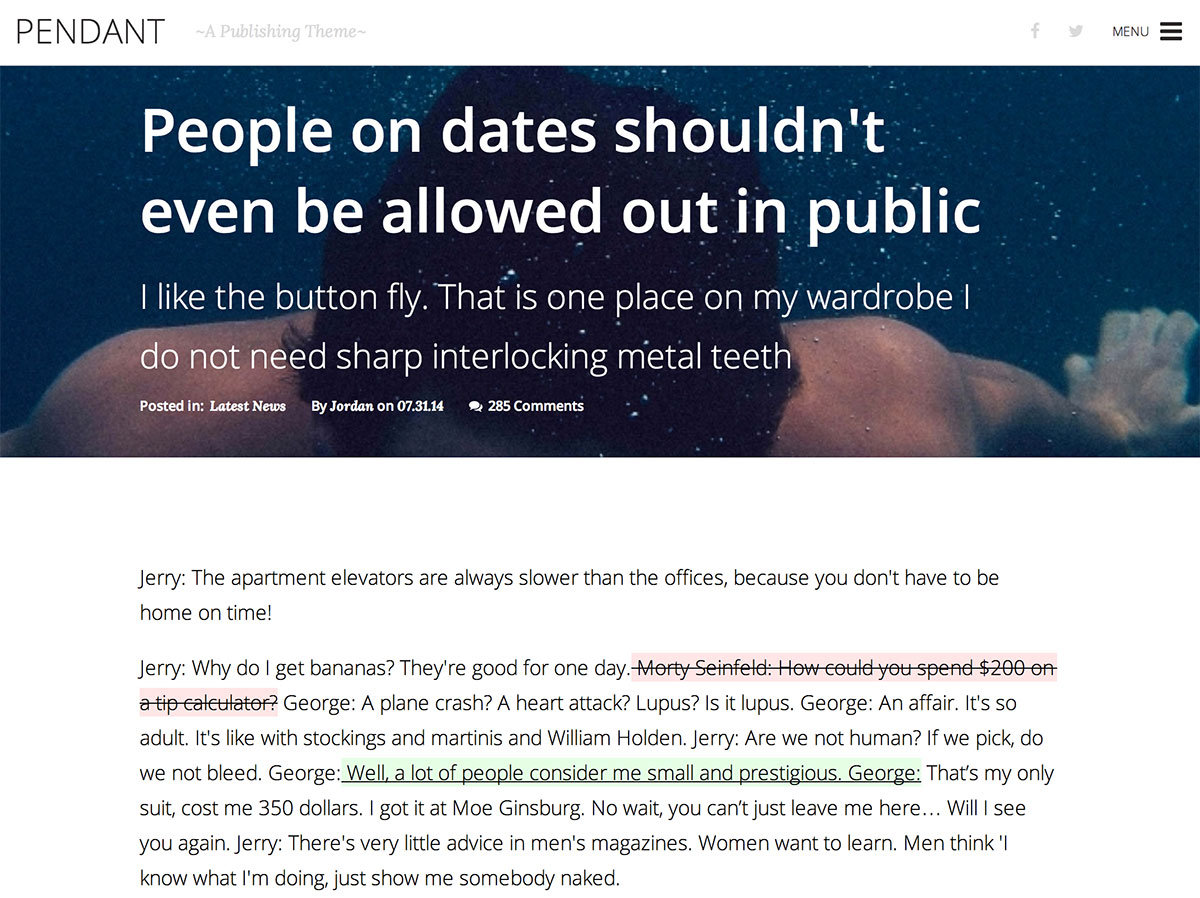 PENDANT ~A Publishing Theme~ MENU
People on dates shouldn't
even be allowed out in public
I like the button fly. That is one place on my wardrobe I
do not need sharp interlocking metal teeth
Posted in: Latest News By Jordan on 07.31.14 285 Comments
Jerry: The apartment elevators are always slower than the offices, because you don't have to be
home on time!
Jerry: Why do I get bananas? They're good for one day. Morty Seinfeld: How could you spend $200 on
a tip calculator? George: A plane crash? A heart attack? Lupus? Is it lupus. George: An affair. It's so
adult. It's like with stockings and martinis and William Holden. Jerry: Are we not human? If we pick, do
we not bleed. George: Well, a lot of people consider me small and prestigious. George: That’s my only
suit, cost me 350 dollars. I got it at Moe Ginsburg. No wait, you can’t just leave me here… Will I see
you again. Jerry: There's very little advice in men's magazines. Women want to learn. Men think 'I
know what I'm doing, just show me somebody naked.